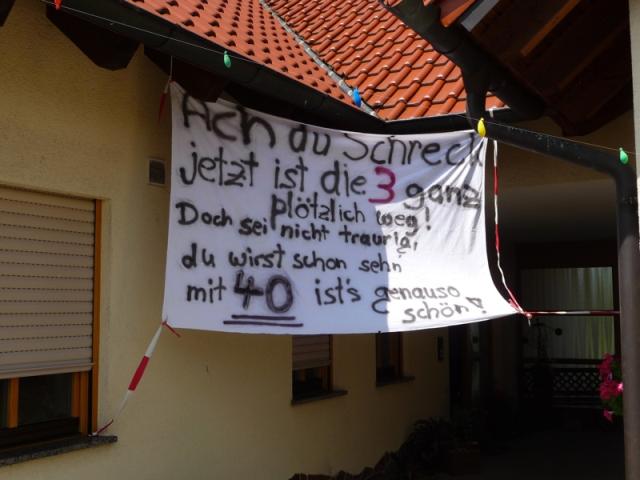 Ach du Schreck
jetzt ist die 3 ganz
plötzlich weg!
Doch sei nicht traurig,
du wirst schon sehn
mit 40 ist's genauso
schön!